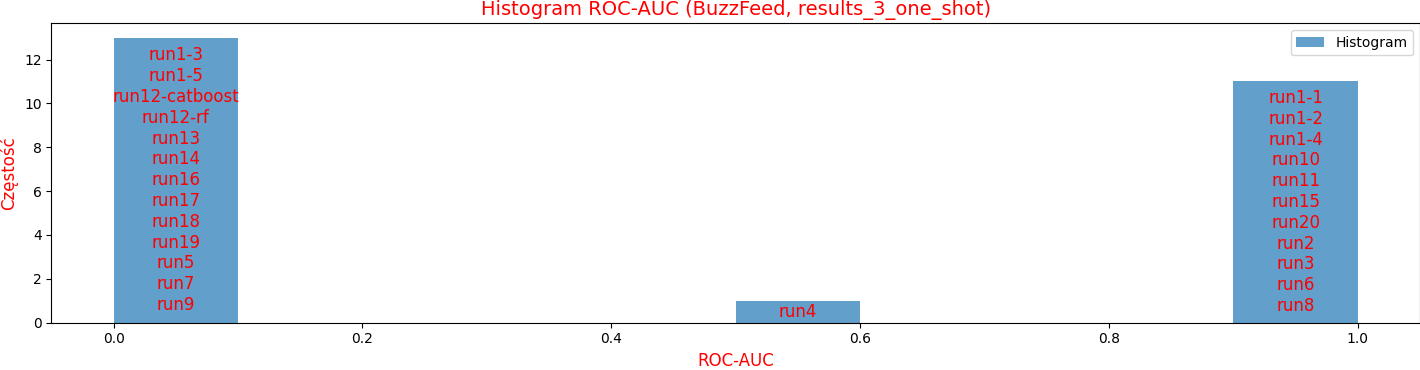 Histogram ROC-AUC (BuzzFeed, results_3_one_shot)
Histogram
Częstość
12
10
8
6
4
2
0
run1-3
run1-5
run12-catboost
run12-rf
run13
run14
run16
run17
run18
run19
run5
run7
run9
run4
run1-1
run1-2
run1-4
run10
run11
run15
run20
run2
run3
run6
run8
0.0 0.2 0.4 0.6 0.8 1.0
ROC-AUC